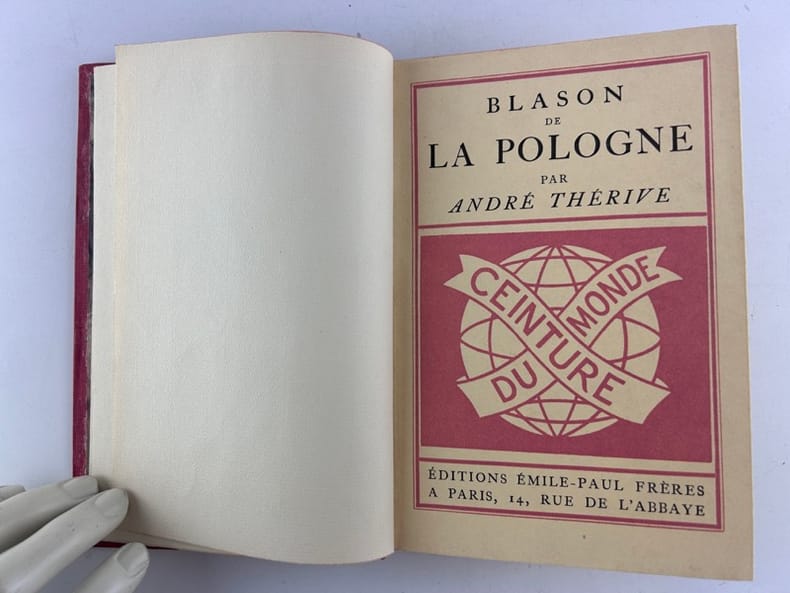 BLASON
DE
LA POLOGNE
PAR
ANDRÉ THÉRIVE
CEINTURE
DU MONDE
ÉDITIONS ÉMILE-PAUL FRÈRES
A PARIS, 14, RUE DE L'ABBAYE